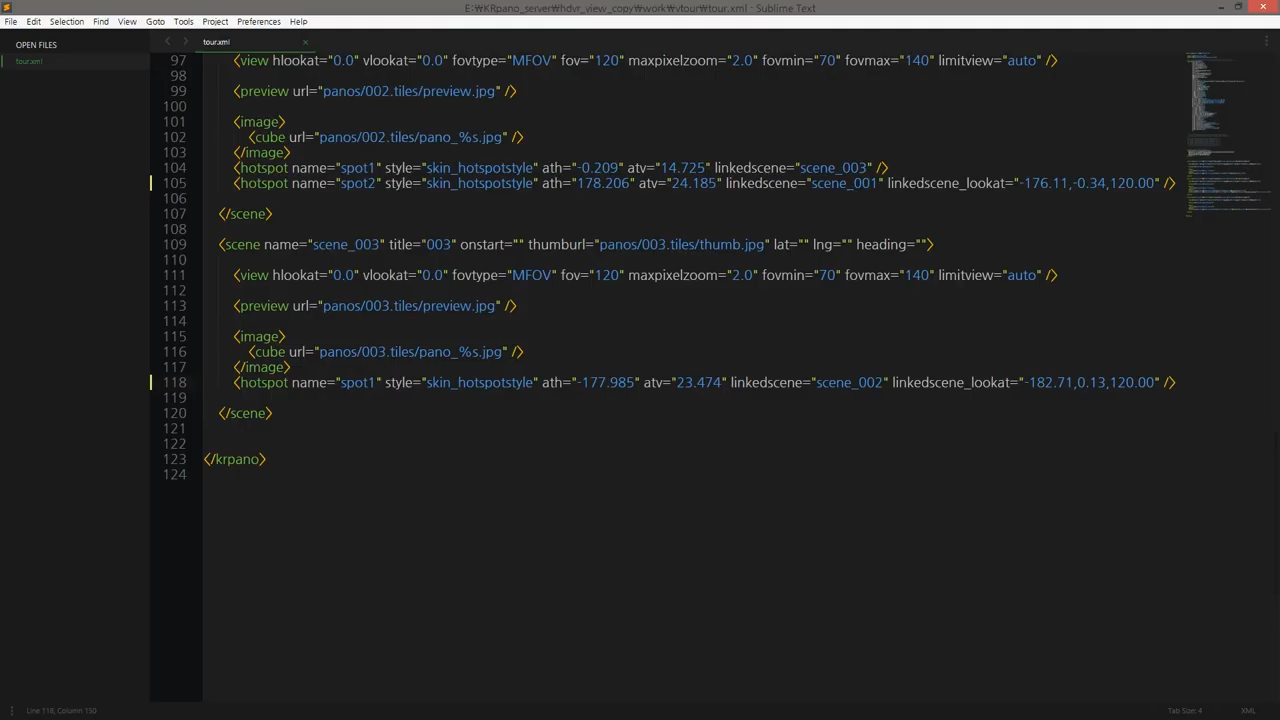 E:₩KRpano_server₩hdvr_view_copy₩work₩vtour₩tour.xml - Sublime Text
File Edit Selection Find View Goto Tools Project Preferences Help
OPEN FILES
tour.xml
tour.xml
97 <view hlookat="0.0" vlookat="0.0" fovtype="MFOV" fov="120" maxpixelzoom="2.0" fovmin="70" fovmax="140" limitview="auto" />
98
99 <preview url="panos/002.tiles/preview.jpg" />
100
101 <image>
102 <cube url="panos/002.tiles/pano_%s.jpg" />
103 </image>
104 <hotspot name="spot1" style="skin_hotspotstyle" ath="-0.209" atv="14.725" linkedscene="scene_003" />
105 <hotspot name="spot2" style="skin_hotspotstyle" ath="178.206" atv="24.185" linkedscene="scene_001" linkedscene_lookat="-176.11,-0.34,120.00" />
106
107 </scene>
108
109 <scene name="scene_003" title="003" onstart="" thumburl="panos/003.tiles/thumb.jpg" lat="" lng="" heading="">
110
111 <view hlookat="0.0" vlookat="0.0" fovtype="MFOV" fov="120" maxpixelzoom="2.0" fovmin="70" fovmax="140" limitview="auto" />
112
113 <preview url="panos/003.tiles/preview.jpg" />
114
115 <image>
116 <cube url="panos/003.tiles/pano_%s.jpg" />
117 </image>
118 <hotspot name="spot1" style="skin_hotspotstyle" ath="-177.985" atv="23.474" linkedscene="scene_002" linkedscene_lookat="-182.71,0.13,120.00" />
119
120 </scene>
121
122
123 </krpano>
124
Line 118, Column 150
Tab Size: 4
XML